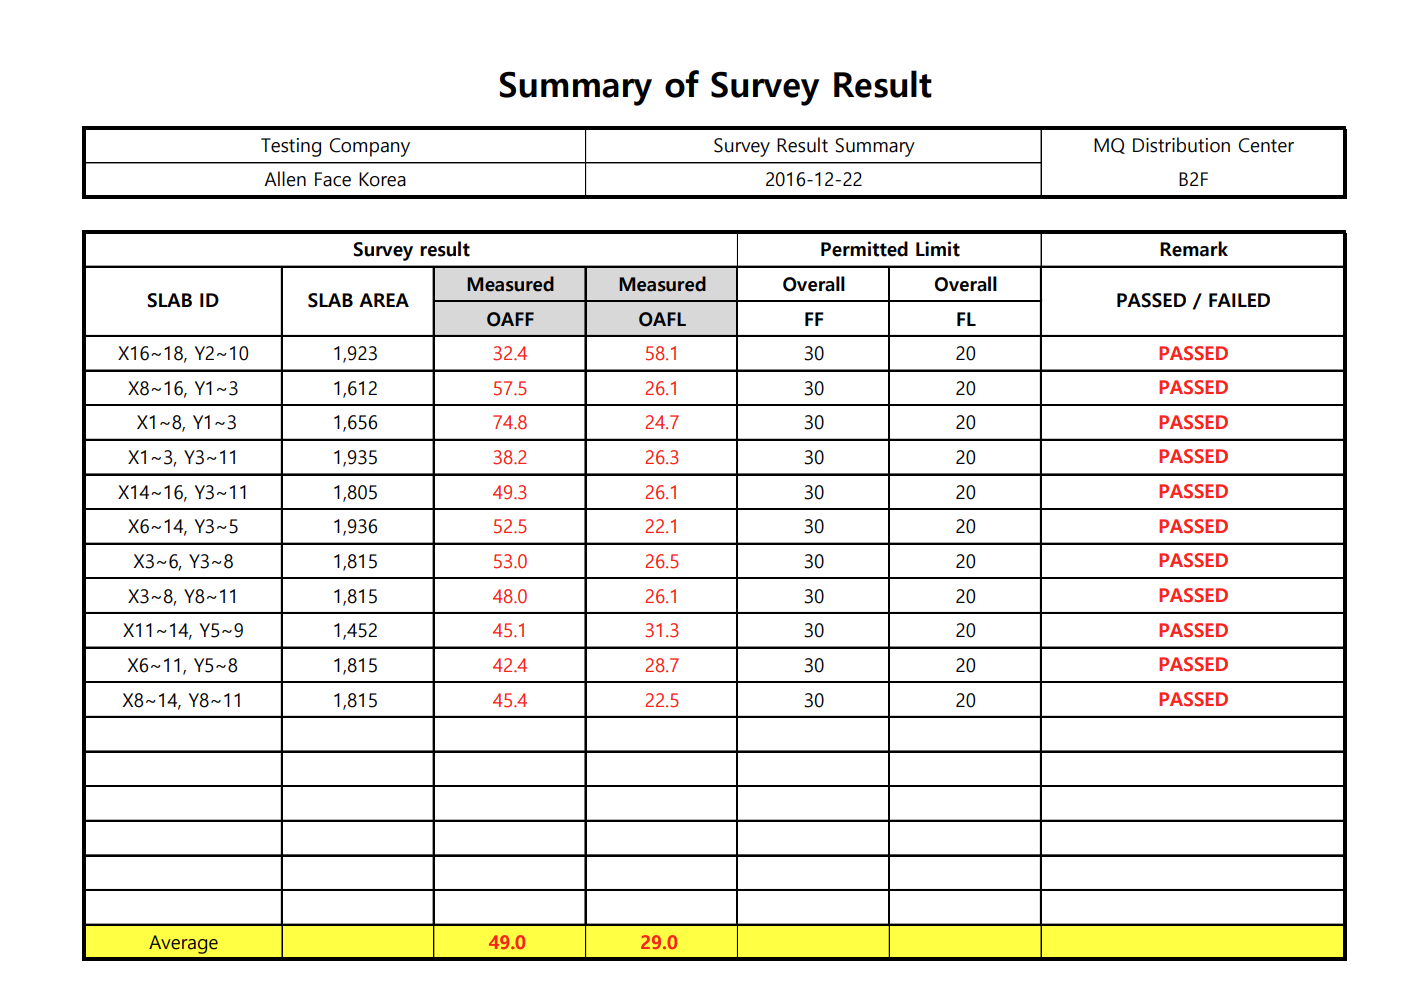 Summary of Survey Result
Testing Company Survey Result Summary MQ Distribution Center
Allen Face Korea 2016-12-22 B2F
Survey result Permitted Limit Remark
SLAB ID SLAB AREA Measured Measured Overall Overall PASSED / FAILED
OAFF OAFL FF FL
X16~18, Y2~10 1,923 32.4 58.1 30 20 PASSED
X8~16, Y1~3 1,612 57.5 26.1 30 20 PASSED
X1~8, Y1~3 1,656 74.8 24.7 30 20 PASSED
X1~3, Y3~11 1,935 38.2 26.3 30 20 PASSED
X14~16, Y3~11 1,805 49.3 26.1 30 20 PASSED
X6~14, Y3~5 1,936 52.5 22.1 30 20 PASSED
X3~6, Y3~8 1,815 53.0 26.5 30 20 PASSED
X3~8, Y8~11 1,815 48.0 26.1 30 20 PASSED
X11~14, Y5~9 1,452 45.1 31.3 30 20 PASSED
X6~11, Y5~8 1,815 42.4 28.7 30 20 PASSED
X8~14, Y8~11 1,815 45.4 22.5 30 20 PASSED
Average 49.0 29.0